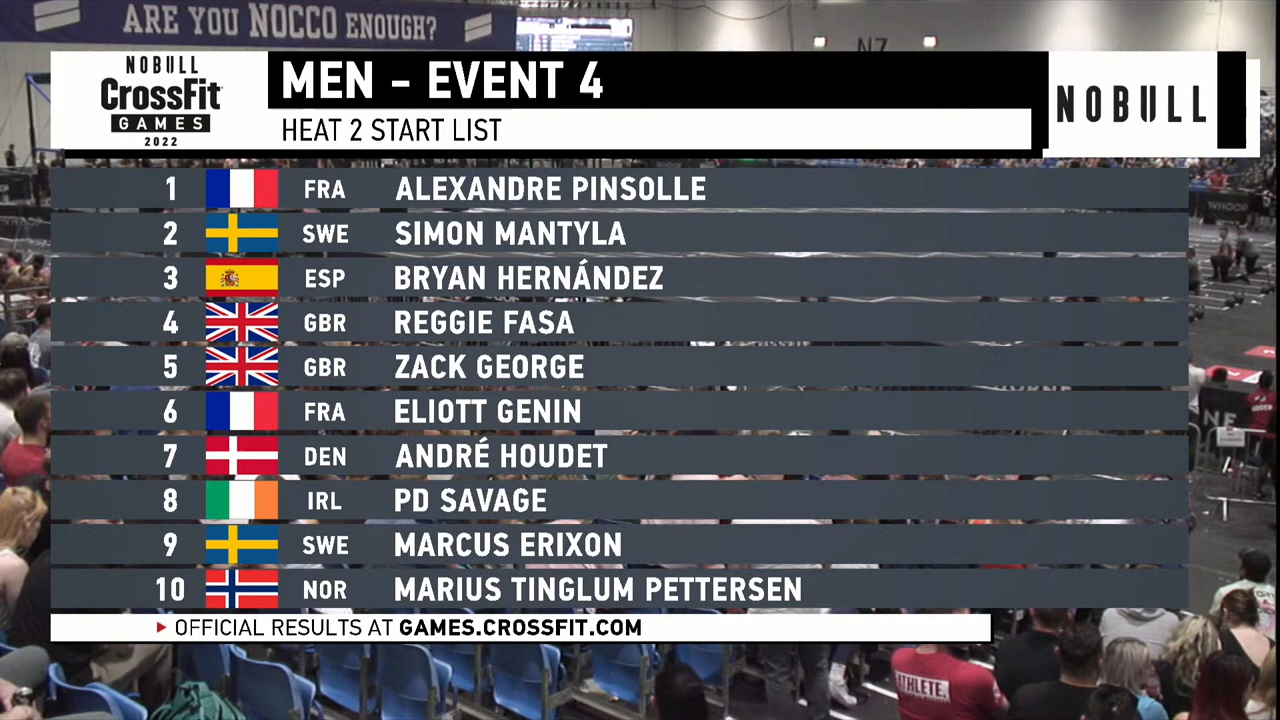 ARE YOU NOCCO ENOUGH?
NOBULL
CrossFit
GAMES
2022
MEN - EVENT 4
HEAT 2 START LIST
NOBULL
1 FRA ALEXANDRE PINSOLLE
2 SWE SIMON MANTYLA
3 ESP BRYAN HERNÁNDEZ
4 GBR REGGIE FASA
5 GBR ZACK GEORGE
6 FRA ELIOTT GENIN
7 DEN ANDRÉ HOUDET
8 IRL PD SAVAGE
9 SWE MARCUS ERIXON
10 NOR MARIUS TINGLUM PETTERSEN
OFFICIAL RESULTS AT GAMES.CROSSFIT.COM
WHOOP
ATHLETE.